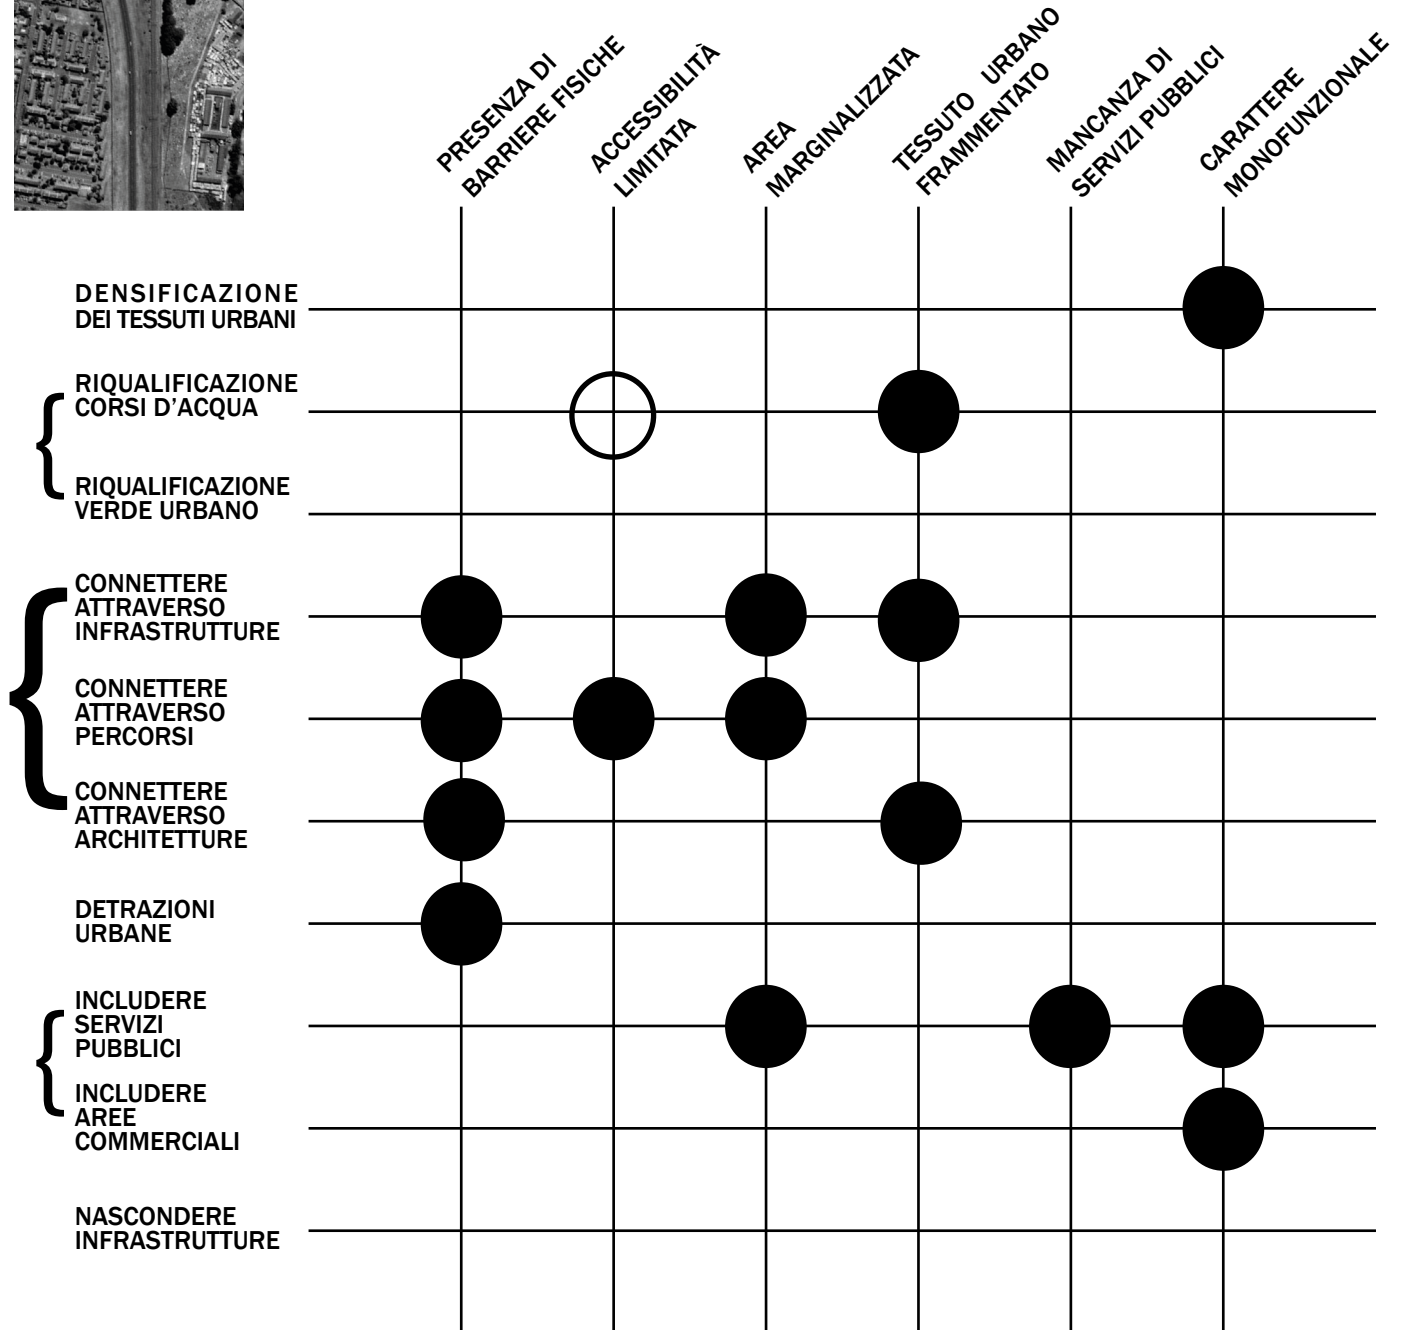 PRESENZA DI
BARRIERE FISICHE
ACCESSIBILITÀ
LIMITATA
AREA
MARGINALIZZATA
TESSUTO URBANO
FRAMMENTATO
MANCANZA DI
SERVIZI PUBBLICI
CARATTERE
MONOFUNZIONALE
DENSIFICAZIONE
DEI TESSUTI URBANI
RIQUALIFICAZIONE
CORSI D'ACQUA
RIQUALIFICAZIONE
VERDE URBANO
CONNETTERE
ATTRAVERSO
INFRASTRUTTURE
CONNETTERE
ATTRAVERSO
PERCORSI
CONNETTERE
ATTRAVERSO
ARCHITETTURE
DETRAZIONI
URBANE
INCLUDERE
SERVIZI
PUBBLICI
INCLUDERE
AREE
COMMERCIALI
NASCONDERE
INFRASTRUTTURE